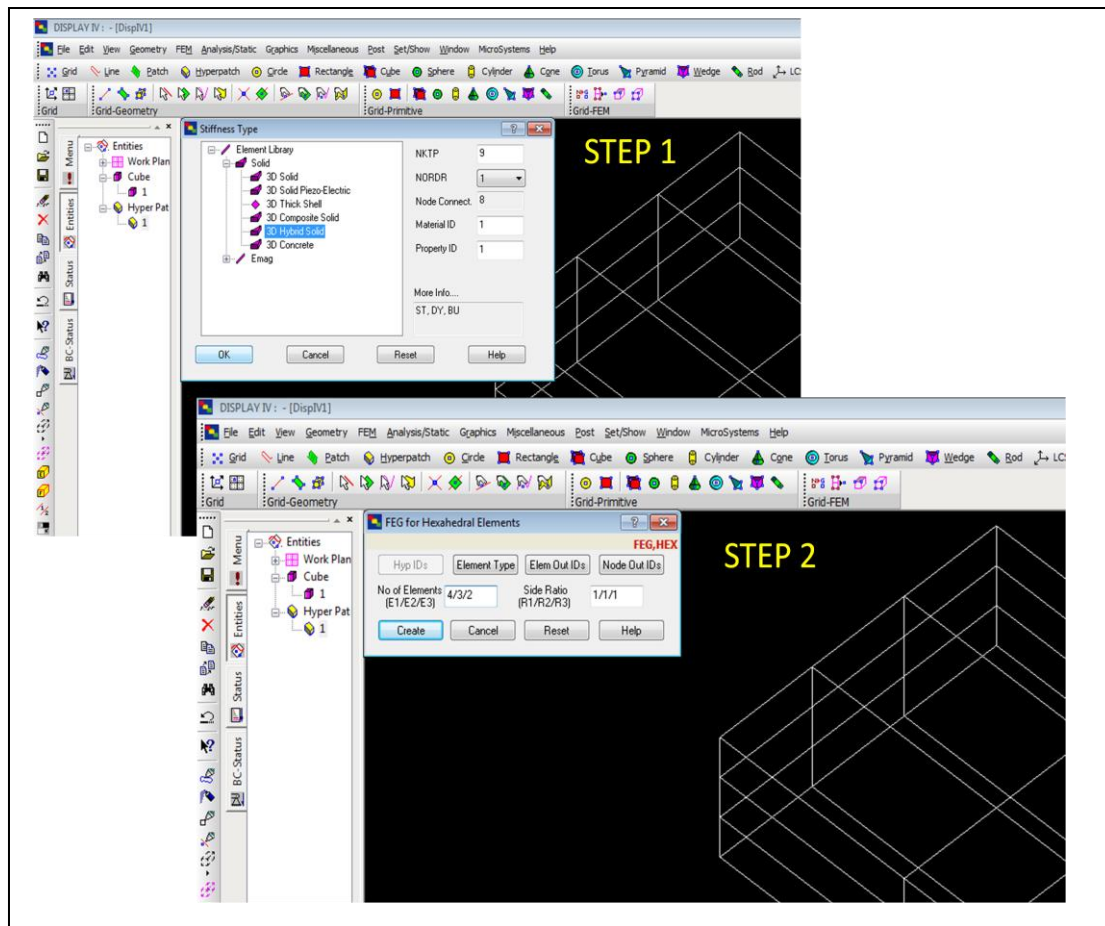 DISPLAY IV : - [DispIV1]
File Edit View Geometry FEM Analysis/Static Graphics Miscellaneous Post Set/Show Window MicroSystems Help
Grid Line Patch Hyperpatch Circle Rectangle Cube Sphere Cylinder Cone Torus Pyramid Wedge Rod LC
Grid Grid-Geometry Grid-Primitive Grid-FEM
Menu
Entities
Status
BC-Status
Entities
Work Plan
Cube
1
Hyper Pat
1
Stiffness Type
Element Library
Solid
3D Solid
3D Solid Piezo-Electric
3D Thick Shell
3D Composite Solid
3D Hybrid Solid
3D Concrete
Emag
NKTP 9
NORDR 1
Node Connect. 8
Material ID 1
Property ID 1
More Info....
ST, DY, BU
OK Cancel Reset Help
STEP 1
DISPLAY IV : - [DispIV1]
File Edit View Geometry FEM Analysis/Static Graphics Miscellaneous Post Set/Show Window MicroSystems Help
Grid Line Patch Hyperpatch Circle Rectangle Cube Sphere Cylinder Cone Torus Pyramid Wedge Rod LC
Grid Grid-Geometry Grid-Primitive Grid-FEM
Menu
Entities
Status
BC-Status
Entities
Work Plan
Cube
1
Hyper Pat
1
FEG for Hexahedral Elements
FEG,HEX
Hyp IDs Element Type Elem Out IDs Node Out IDs
No of Elements 4/3/2 Side Ratio 1/1/1
(E1/E2/E3) (R1/R2/R3)
Create Cancel Reset Help
STEP 2